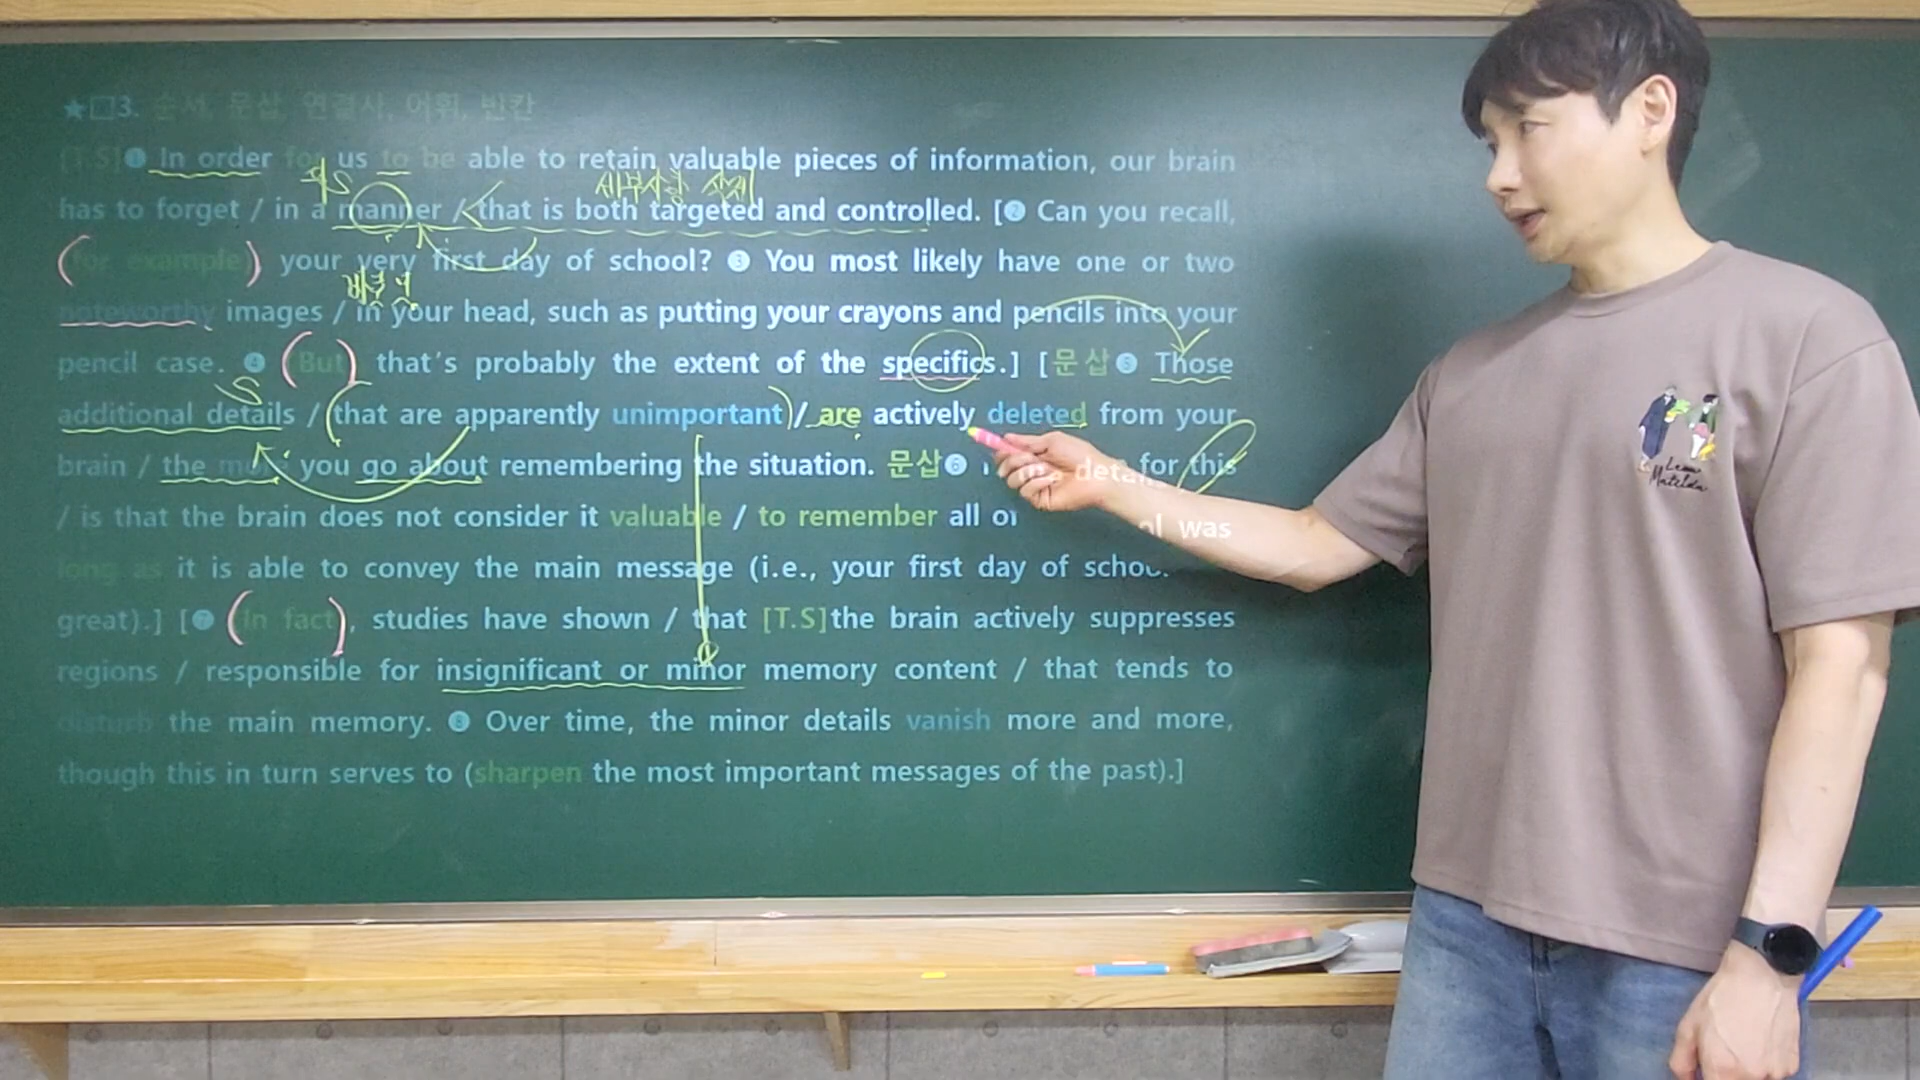 ★□3. 순서, 문삽, 연결사, 어휘, 빈칸
[T.S]❶ In order for us to be able to retain valuable pieces of information, our brain
세부사항 삭제
has to forget / in a manner / that is both targeted and controlled. [❷ Can you recall,
(for example) your very first day of school? ❸ You most likely have one or two
noteworthy images / in your head, such as putting your crayons and pencils into your
pencil case. ❹ (But) that's probably the extent of the specifics.] [문삽❺ Those
S
additional details / (that are apparently unimportant) / are actively deleted from your
brain / the more you go about remembering the situation. 문삽❻ for this
/ is that the brain does not consider it valuable / to remember all of
was
long as it is able to convey the main message (i.e., your first day of school
great).] [❼ (In fact), studies have shown / that [T.S]the brain actively suppresses
regions / responsible for insignificant or minor memory content / that tends to
disturb the main memory. ❽ Over time, the minor details vanish more and more,
though this in turn serves to (sharpen the most important messages of the past).]
Leon
Matilda